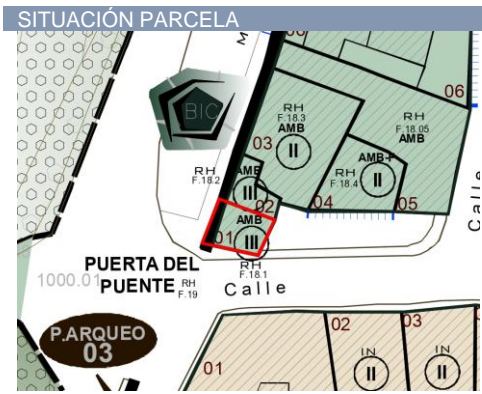 SITUACIÓN PARCELA
06
BIC
RH
F.18.3
AMB
II
03
RH
F.18.05
AMB
RH
F.18.2
AMB
III
02
RH
F.18.4
AMB+
II
04
05
Calle
01
AMB
III
RH
F.18.1
PUERTA DEL
PUENTE
RH
F.19
1000.01
Calle
P.ARQUEO
03
01
02
IN
II
03
IN
II